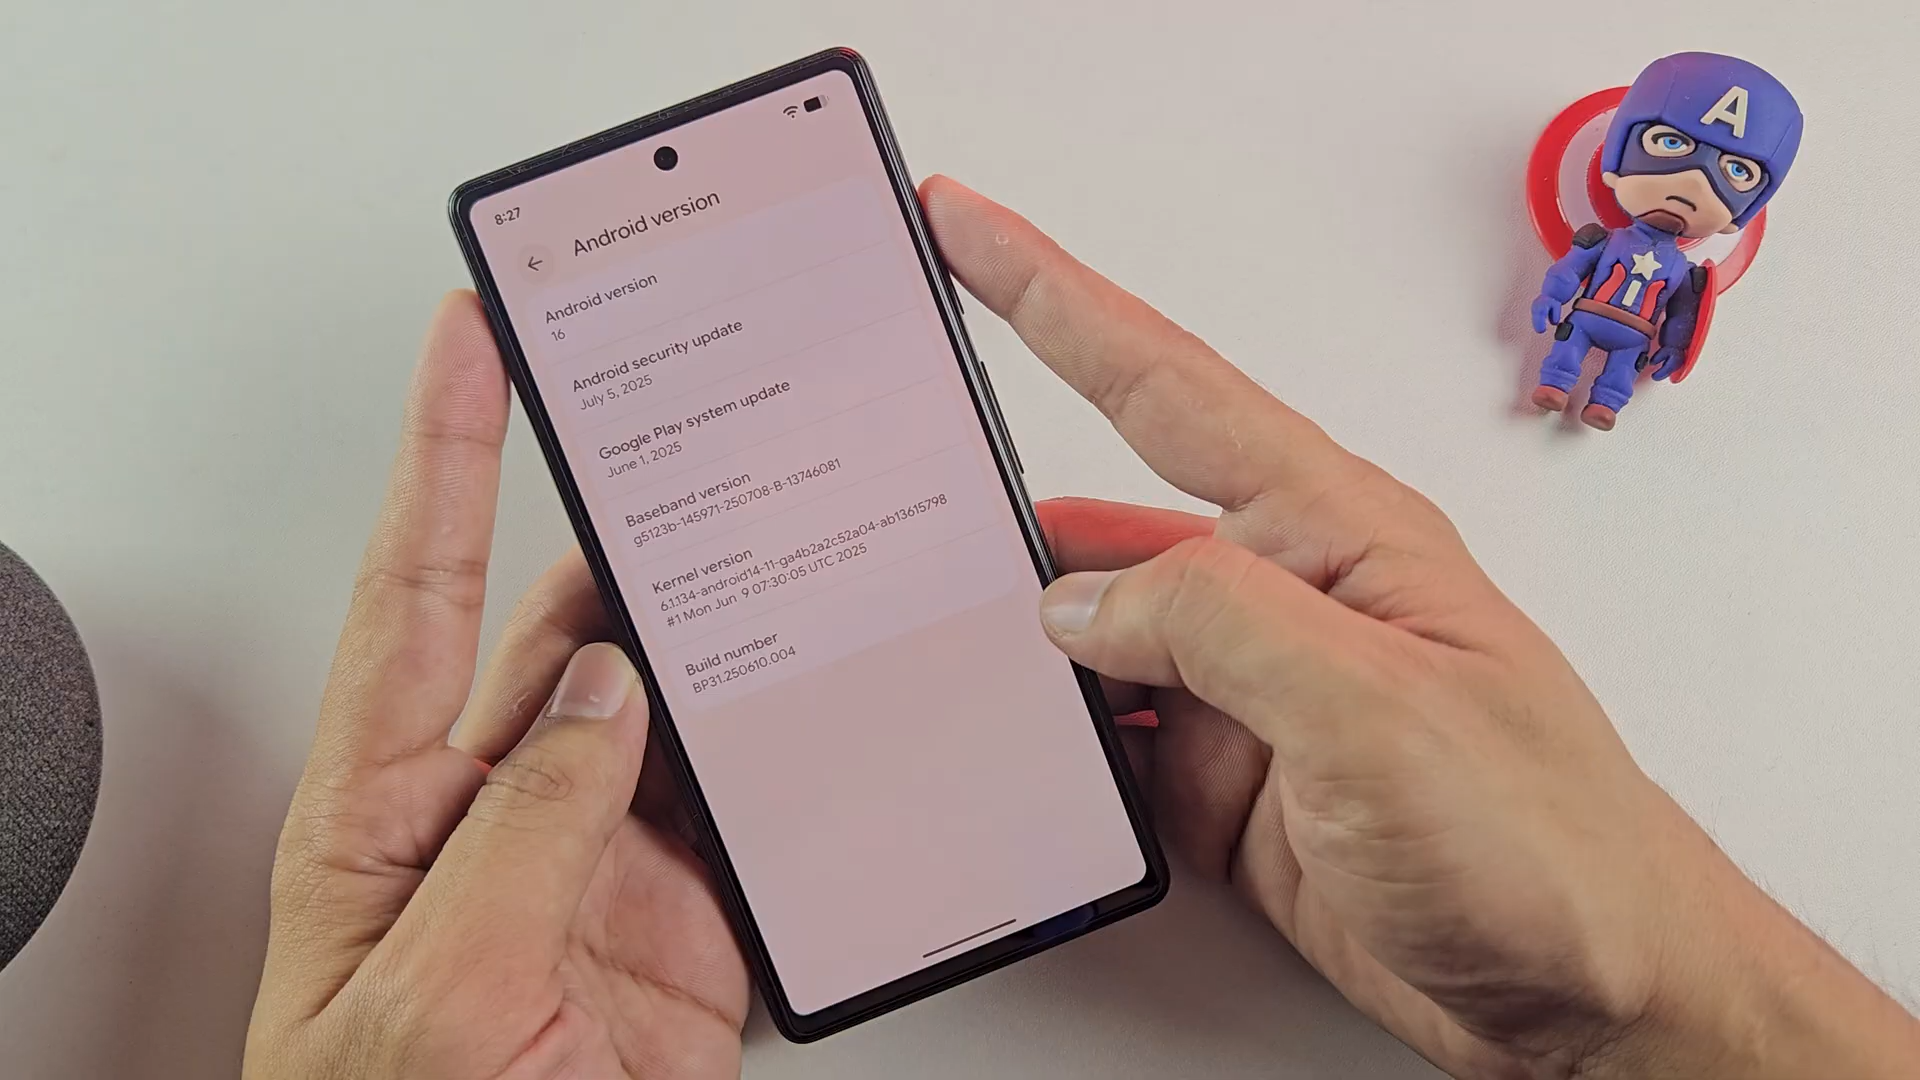 8:27
Android version
Android version
16
Android security update
July 5, 2025
Google Play system update
June 1, 2025
Baseband version
g5123b-145971-250708-B-13746081
Kernel version
6.1.134-android14-11-ga4b2a2c52a04-ab13615798
#1 Mon Jun 9 07:30:05 UTC 2025
Build number
BP31.250610.004
A